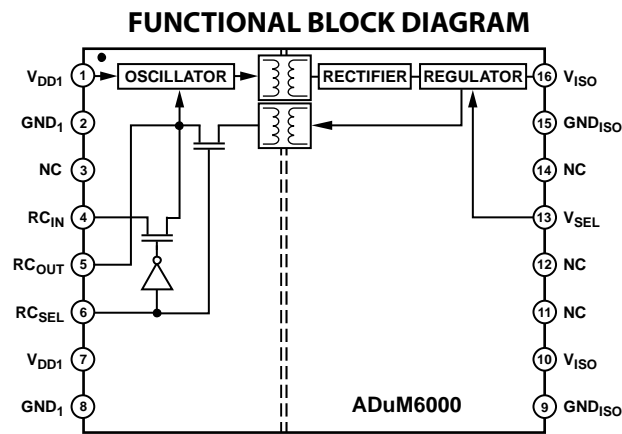 FUNCTIONAL BLOCK DIAGRAM
VDD1 1 OSCILLATOR RECTIFIER REGULATOR 16 VISO
GND1 2 15 GNDISO
NC 3 14 NC
RCIN 4 13 VSEL
RCOUT 5 12 NC
RCSEL 6 11 NC
VDD1 7 10 VISO
GND1 8 ADuM6000 9 GNDISO